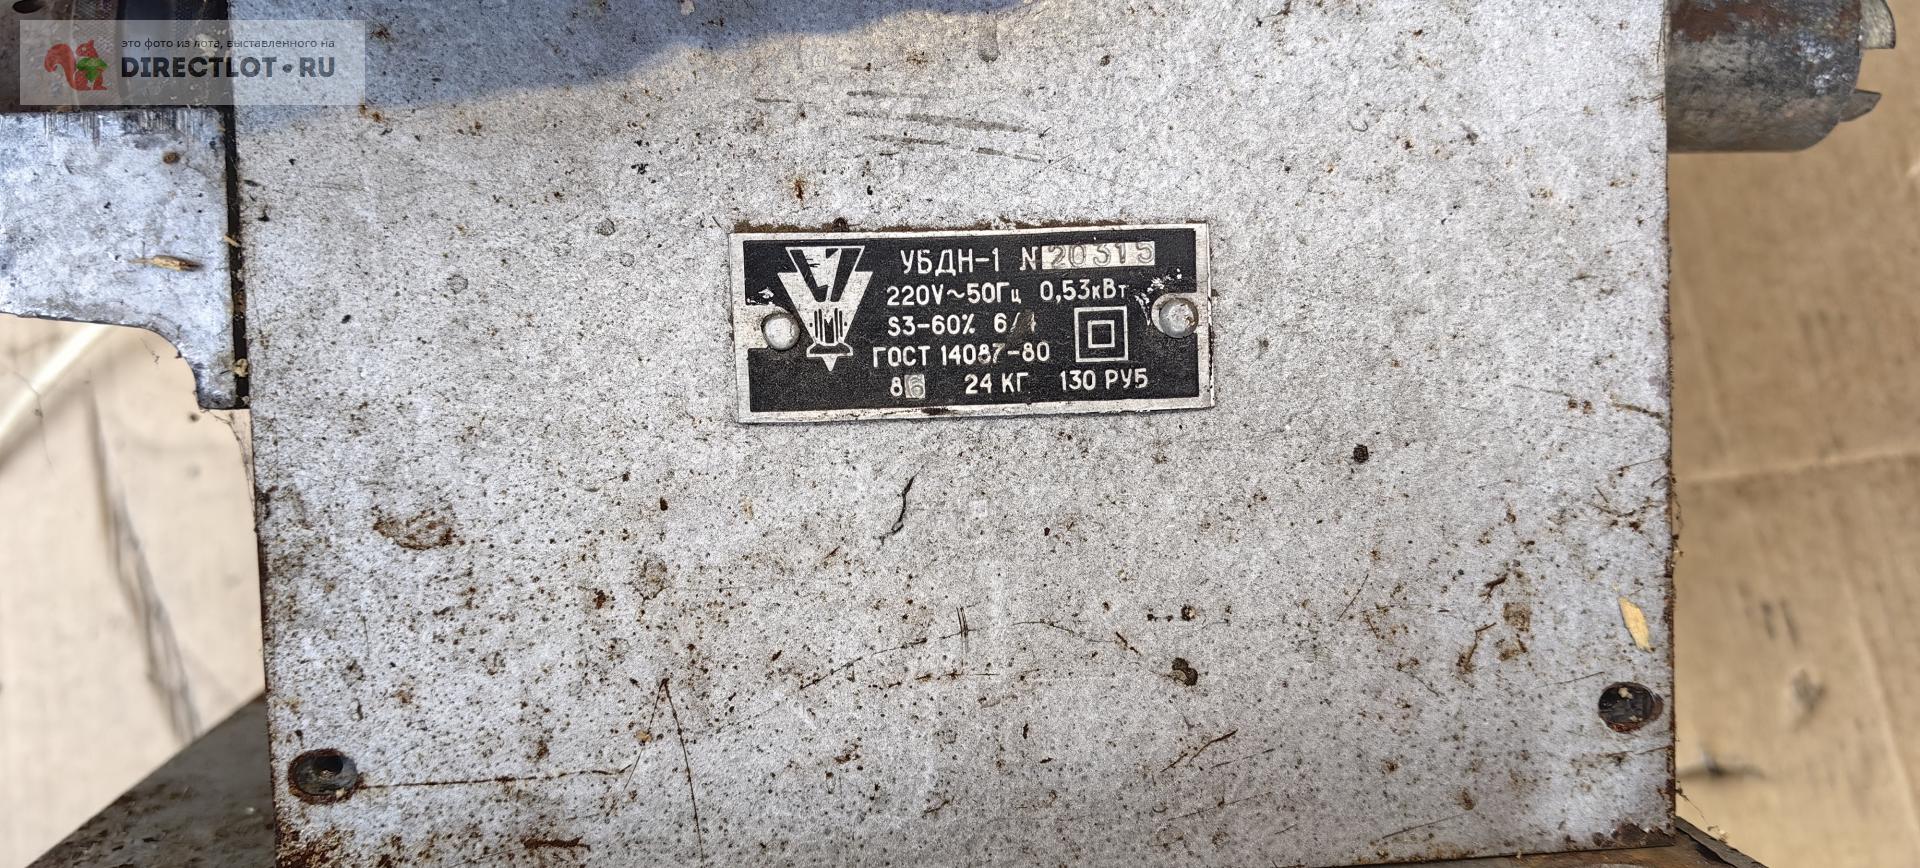 это фото из лота, выставленного на
DIRECTLOT.RU
УБДН-1 N 20315
220V~50Гц 0,53кВт
S3-60% 6/4
ГОСТ 14087-80
86 24 КГ 130 РУБ